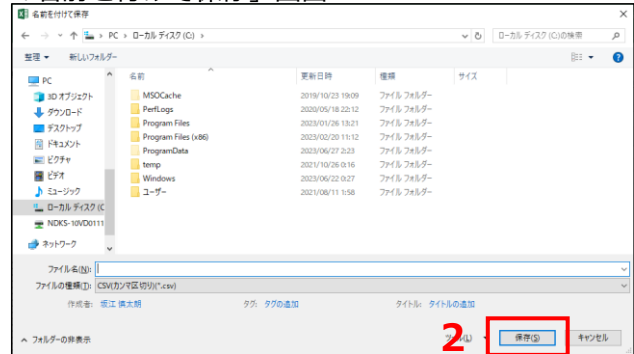 名前を付けて保存
PC > ローカル ディスク (C:) >
ローカル ディスク (C:)の検索
整理 新しいフォルダー
名前 更新日時 種類 サイズ
PC
3D オブジェクト
ダウンロード
デスクトップ
ドキュメント
ピクチャ
ビデオ
ミュージック
ローカル ディスク (C
NDKS-10VD0111
ネットワーク
MSOCache 2019/10/23 19:09 ファイル フォルダー
PerfLogs 2020/05/18 22:12 ファイル フォルダー
Program Files 2023/01/26 13:21 ファイル フォルダー
Program Files (x86) 2023/02/20 11:12 ファイル フォルダー
ProgramData 2023/06/27 2:23 ファイル フォルダー
temp 2021/10/26 0:16 ファイル フォルダー
Windows 2023/06/22 0:27 ファイル フォルダー
ユーザー 2021/08/11 1:58 ファイル フォルダー
ファイル名(N):
ファイルの種類(T): CSV(カンマ区切り)(*.csv)
作成者: 坂江 慎太朗 タグ: タグの追加 タイトル: タイトルの追加
フォルダーの非表示
2
保存(S)
キャンセル